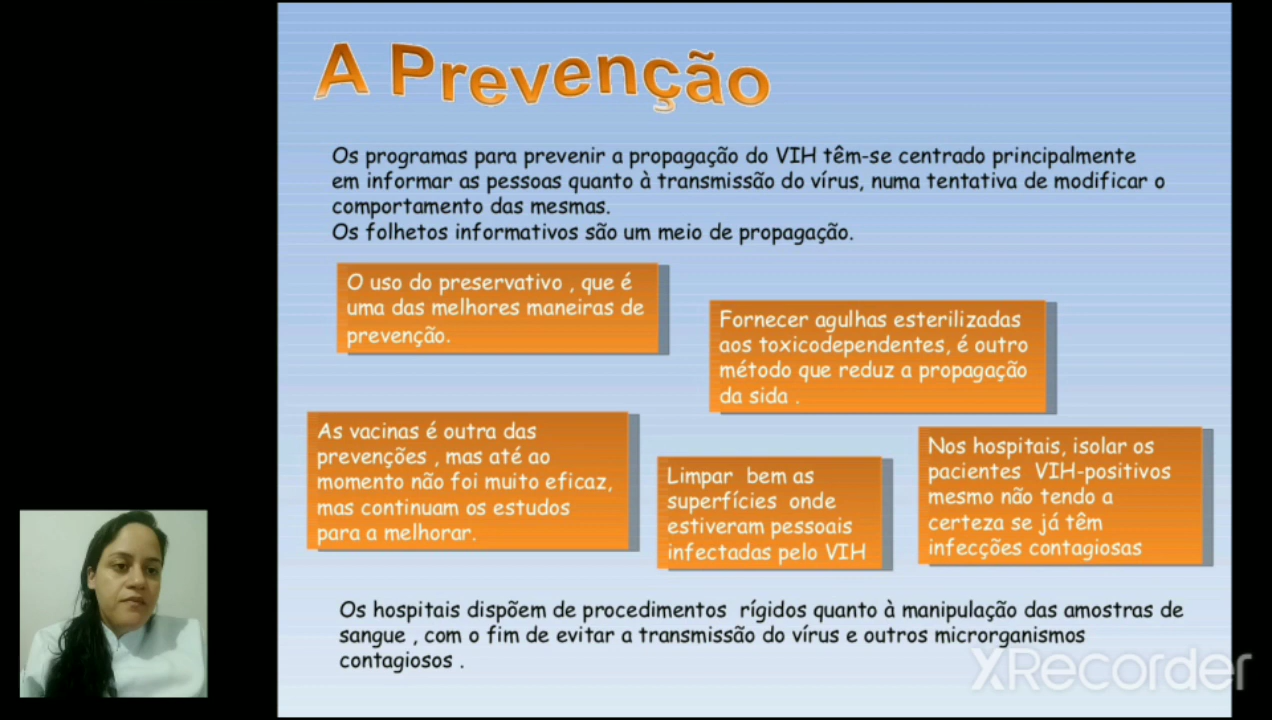 A Prevenção
Os programas para prevenir a propagação do VIH têm-se centrado principalmente
em informar as pessoas quanto à transmissão do vírus, numa tentativa de modificar o
comportamento das mesmas.
Os folhetos informativos são um meio de propagação.
O uso do preservativo , que é
uma das melhores maneiras de
prevenção.
Fornecer agulhas esterilizadas
aos toxicodependentes, é outro
método que reduz a propagação
da sida .
As vacinas é outra das
prevenções , mas até ao
momento não foi muito eficaz,
mas continuam os estudos
para a melhorar.
Limpar bem as
superfícies onde
estiveram pessoais
infectadas pelo VIH
Nos hospitais, isolar os
pacientes VIH-positivos
mesmo não tendo a
certeza se já têm
infecções contagiosas
Os hospitais dispõem de procedimentos rígidos quanto à manipulação das amostras de
sangue , com o fim de evitar a transmissão do vírus e outros microrganismos
contagiosos .
XRecorder